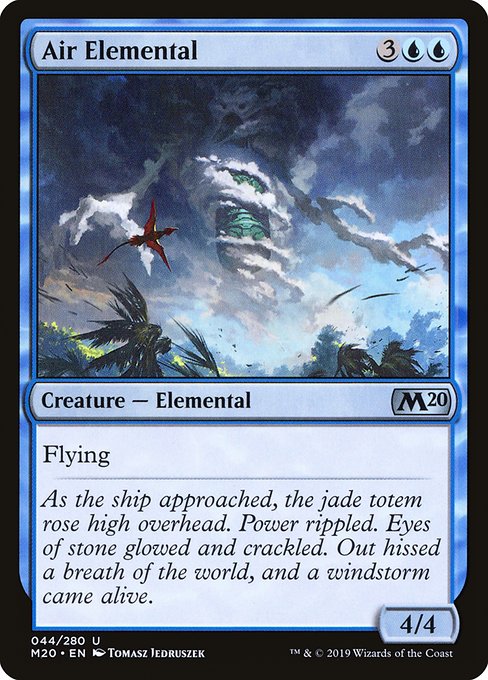 Air Elemental 3
Creature — Elemental M20
Flying
As the ship approached, the jade totem
rose high overhead. Power rippled. Eyes
of stone glowed and crackled. Out hissed
a breath of the world, and a windstorm
came alive.
4/4
044/280 U
M20 • EN Tomasz Jedruszek ™ & © 2019 Wizards of the Coast